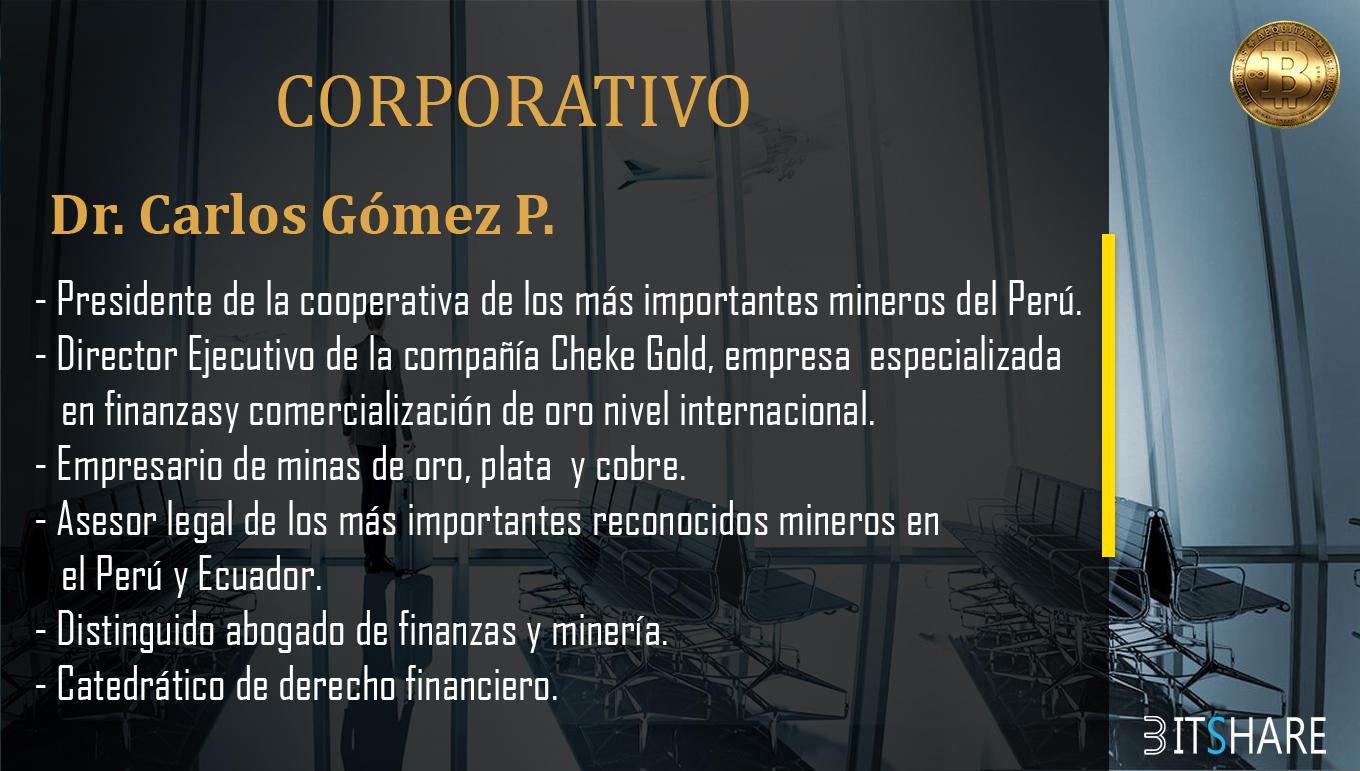 CORPORATIVO
Dr. Carlos Gómez P.
- Presidente de la cooperativa de los más importantes mineros del Perú.
- Director Ejecutivo de la compañía Cheke Gold, empresa especializada
en finanzasy comercialización de oro nivel internacional.
- Empresario de minas de oro, plata y cobre.
- Asesor legal de los más importantes reconocidos mineros en
el Perú y Ecuador.
- Distinguido abogado de finanzas y minería.
- Catedrático de derecho financiero.
BITSHARE